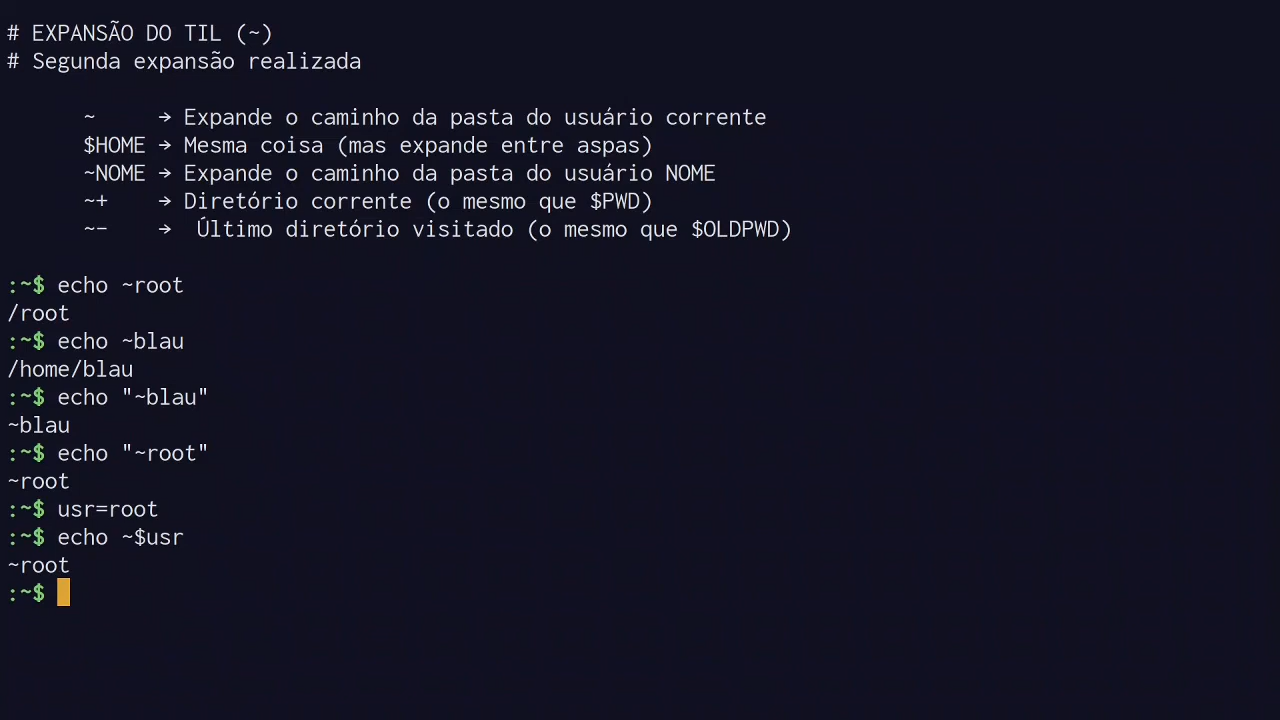 # EXPANSÃO DO TIL (~)
# Segunda expansão realizada
~ → Expande o caminho da pasta do usuário corrente
$HOME → Mesma coisa (mas expande entre aspas)
~NOME → Expande o caminho da pasta do usuário NOME
~+ → Diretório corrente (o mesmo que $PWD)
~- → Último diretório visitado (o mesmo que $OLDPWD)
:~$ echo ~root
/root
:~$ echo ~blau
/home/blau
:~$ echo "~blau"
~blau
:~$ echo "~root"
~root
:~$ usr=root
:~$ echo ~$usr
~root
:~$